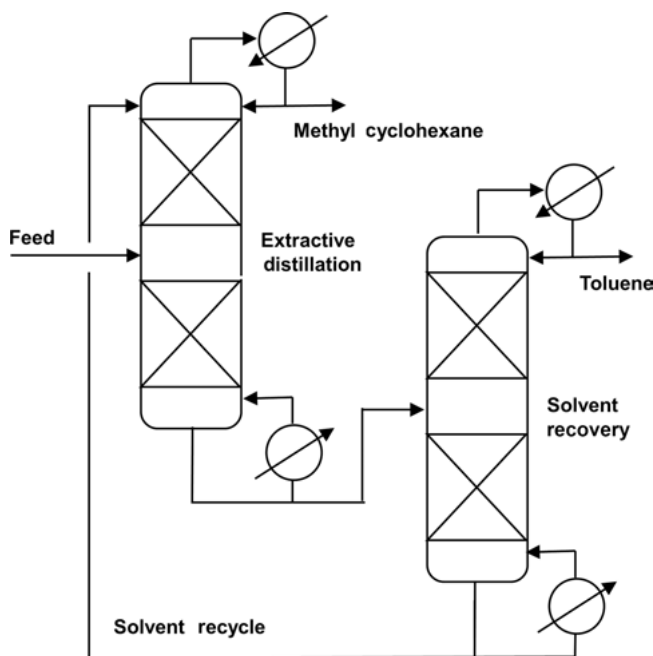 Methyl cyclohexane
Feed
Extractive
distillation
Toluene
Solvent
recovery
Solvent recycle